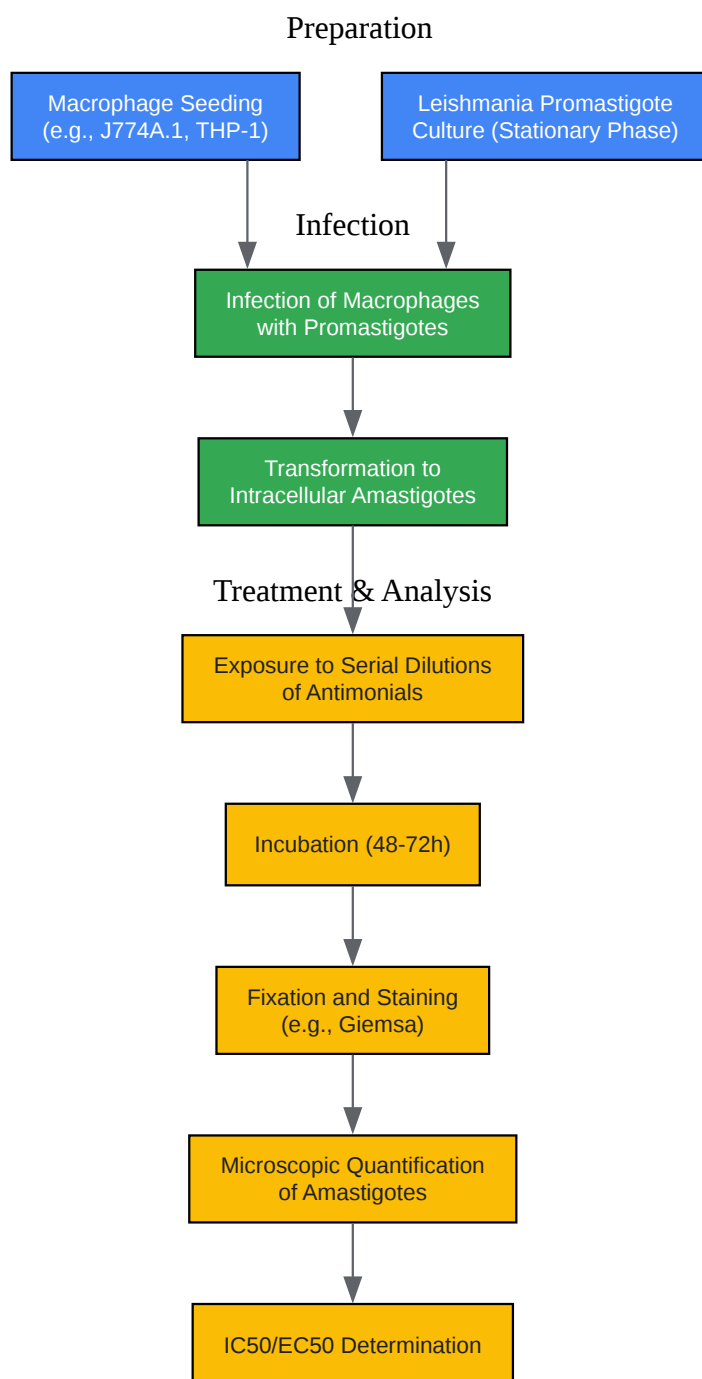 Preparation
Macrophage Seeding
(e.g., J774A.1, THP-1)
Leishmania Promastigote
Culture (Stationary Phase)
Infection
Infection of Macrophages
with Promastigotes
Transformation to
Intracellular Amastigotes
Treatment & Analysis
Exposure to Serial Dilutions
of Antimonials
Incubation (48-72h)
Fixation and Staining
(e.g., Giemsa)
Microscopic Quantification
of Amastigotes
IC50/EC50 Determination